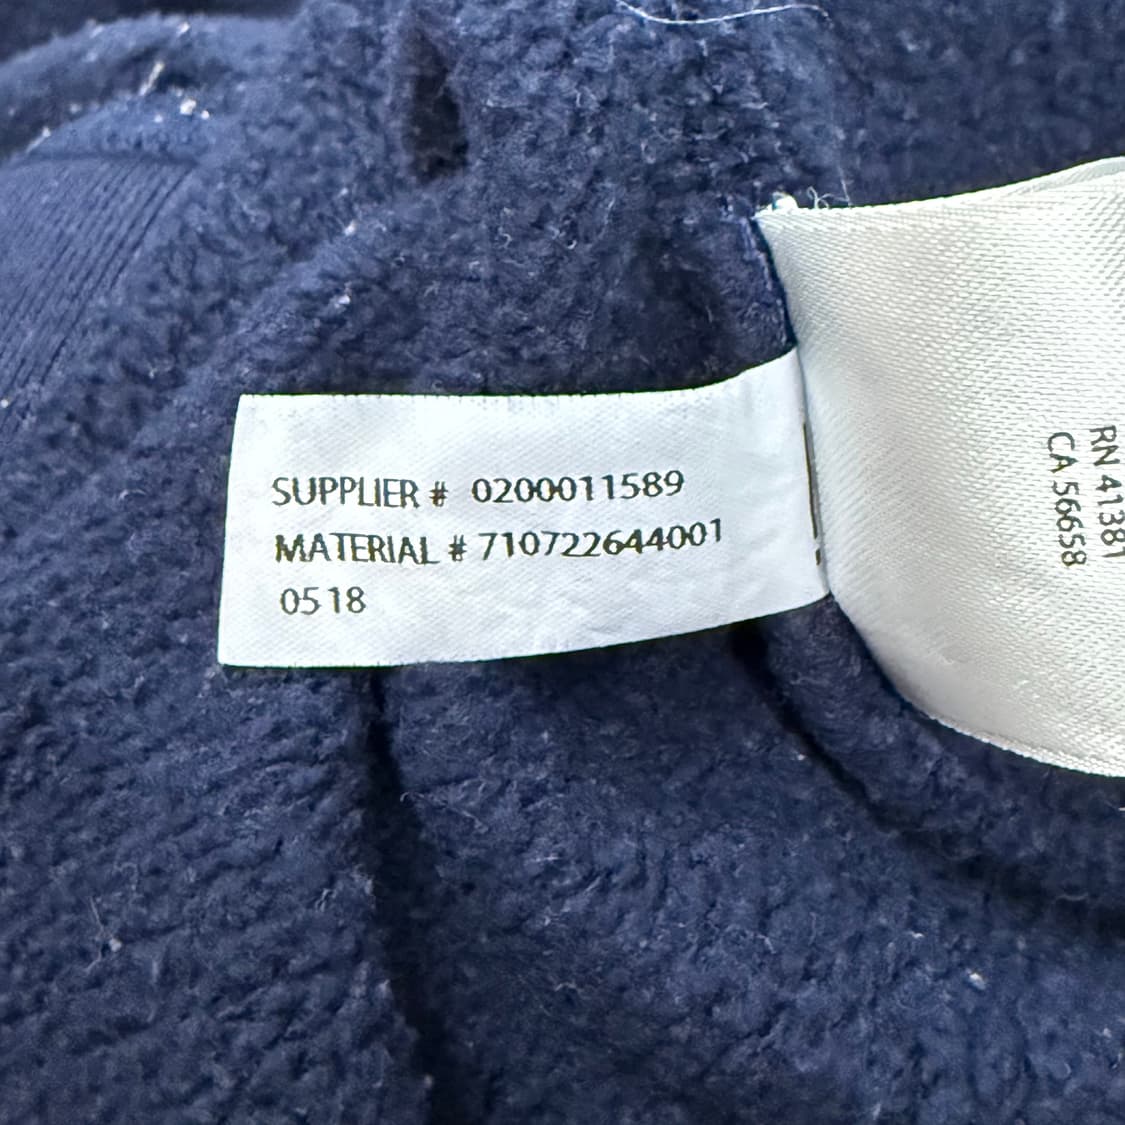 SUPPLIER # 0200011589
MATERIAL # 710722644001
0518
RN 41381
CA 56658